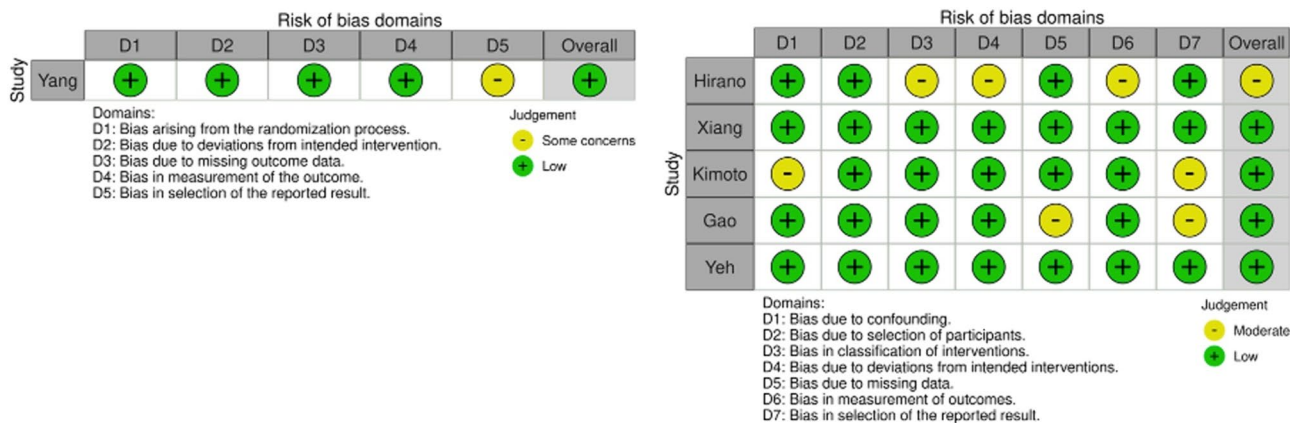 Risk of bias domains
D1 D2 D3 D4 D5 Overall
Study
Yang + + + + - +
Domains:
D1: Bias arising from the randomization process.
D2: Bias due to deviations from intended intervention.
D3: Bias due to missing outcome data.
D4: Bias in measurement of the outcome.
D5: Bias in selection of the reported result.
Judgement
- Some concerns
+ Low
Risk of bias domains
D1 D2 D3 D4 D5 D6 D7 Overall
Study
Hirano + + - - + - + -
Xiang + + + + + + + +
Kimoto - + + + + + - +
Gao + + + + - + - +
Yeh + + + + + + + +
Domains:
D1: Bias due to confounding.
D2: Bias due to selection of participants.
D3: Bias in classification of interventions.
D4: Bias due to deviations from intended interventions.
D5: Bias due to missing data.
D6: Bias in measurement of outcomes.
D7: Bias in selection of the reported result.
Judgement
- Moderate
+ Low